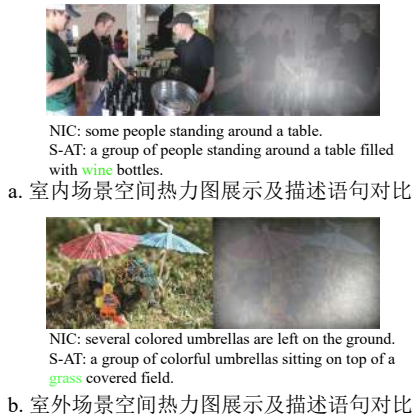 NIC: some people standing around a table.
S-AT: a group of people standing around a table filled
with wine bottles.
a. 室内场景空间热力图展示及描述语句对比
NIC: several colored umbrellas are left on the ground.
S-AT: a group of colorful umbrellas sitting on top of a
grass covered field.
b. 室外场景空间热力图展示及描述语句对比